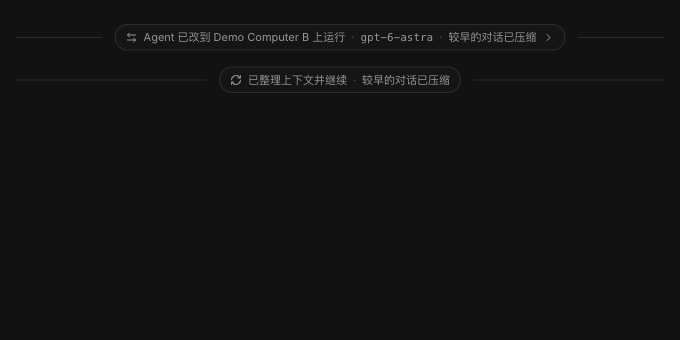 Agent 已改到 Demo Computer B 上运行 · gpt-6-astra · 较早的对话已压缩
已整理上下文并继续 · 较早的对话已压缩